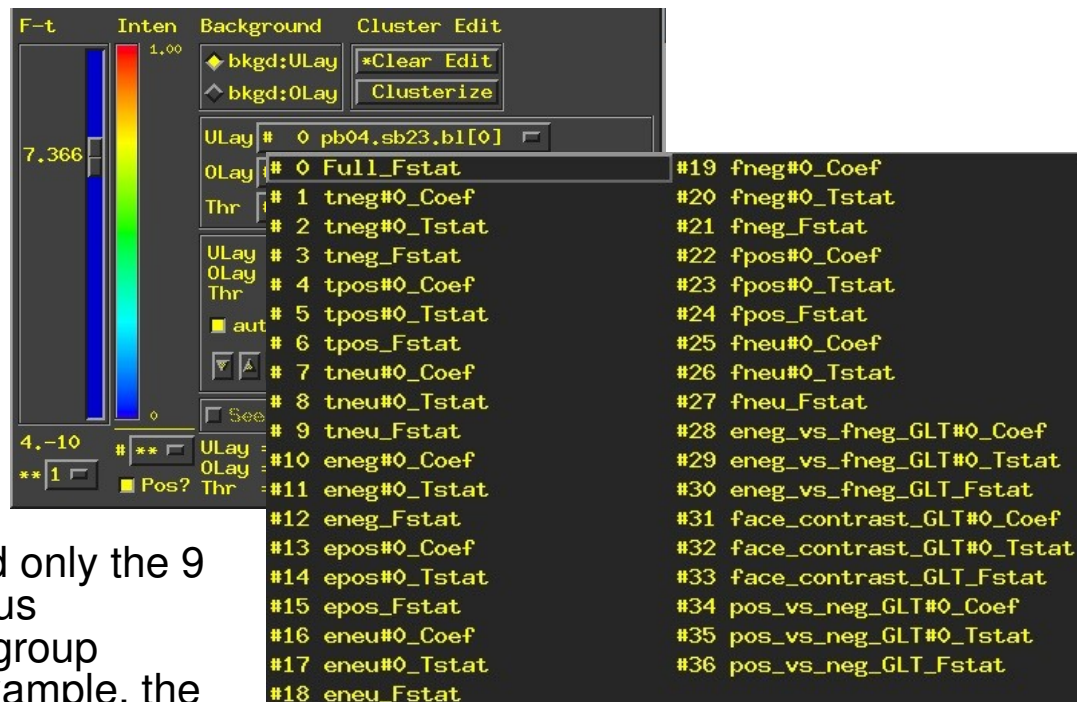 F-t Inten Background Cluster Edit
1.00
bkgd:ULay *Clear Edit
bkgd:OLay Clusterize
ULay # 0 pb04.sb23.bl[0]
7.366
OLay
Thr
ULay
OLay
Thr
aut
See
0
4.-10
# **
ULay =
OLay =
Thr =
** 1
Pos?
# 0 Full_Fstat
# 1 tneg#0_Coef
# 2 tneg#0_Tstat
# 3 tneg_Fstat
# 4 tpos#0_Coef
# 5 tpos#0_Tstat
# 6 tpos_Fstat
# 7 tneu#0_Coef
# 8 tneu#0_Tstat
# 9 tneu_Fstat
#10 eneg#0_Coef
#11 eneg#0_Tstat
#12 eneg_Fstat
#13 epos#0_Coef
#14 epos#0_Tstat
#15 epos_Fstat
#16 eneu#0_Coef
#17 eneu#0_Tstat
#18 eneu_Fstat
#19 fneg#0_Coef
#20 fneg#0_Tstat
#21 fneg_Fstat
#22 fpos#0_Coef
#23 fpos#0_Tstat
#24 fpos_Fstat
#25 fneu#0_Coef
#26 fneu#0_Tstat
#27 fneu_Fstat
#28 eneg_vs_fneg_GLT#0_Coef
#29 eneg_vs_fneg_GLT#0_Tstat
#30 eneg_vs_fneg_GLT_Fstat
#31 face_contrast_GLT#0_Coef
#32 face_contrast_GLT#0_Tstat
#33 face_contrast_GLT_Fstat
#34 pos_vs_neg_GLT#0_Coef
#35 pos_vs_neg_GLT#0_Tstat
#36 pos_vs_neg_GLT_Fstat
only the 9
us
group
ample, the